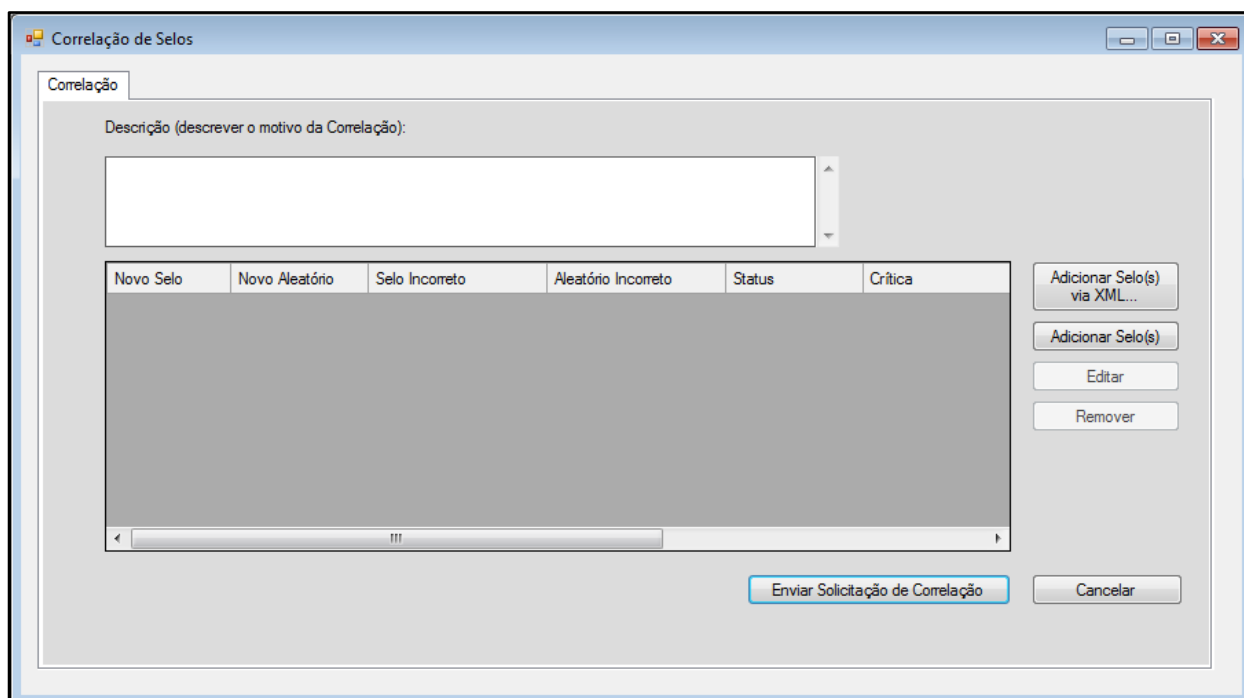 Correlação de Selos
Correlação
Descrição (descrever o motivo da Correlação):
Novo Selo Novo Aleatório Selo Incorreto Aleatório Incorreto Status Crítica
Adicionar Selo(s)
via XML...
Adicionar Selo(s)
Editar
Remover
Enviar Solicitação de Correlação Cancelar